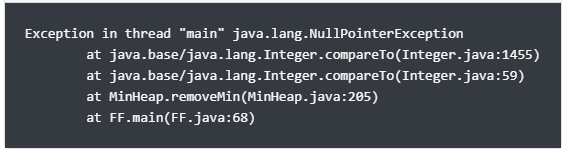 Exception in thread "main" java.lang.NullPointerException
at java.base/java.lang.Integer.compareTo(Integer.java:1455)
at java.base/java.lang.Integer.compareTo(Integer.java:59)
at MinHeap.removeMin(MinHeap.java:205)
at FF.main(FF.java:68)